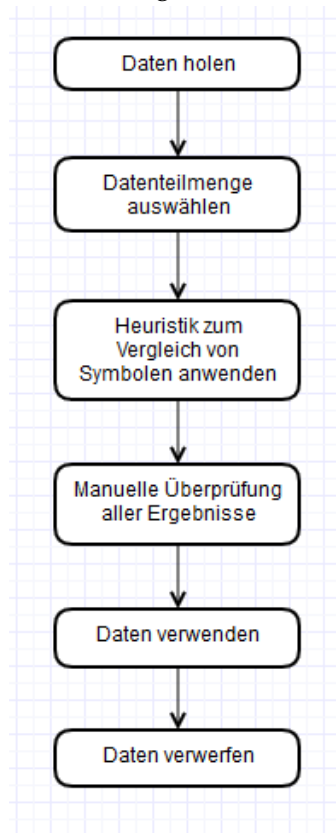 Daten holen
Datenteilmenge
auswählen
Heuristik zum
Vergleich von
Symbolen anwenden
Manuelle Überprüfung
aller Ergebnisse
Daten verwenden
Daten verwerfen